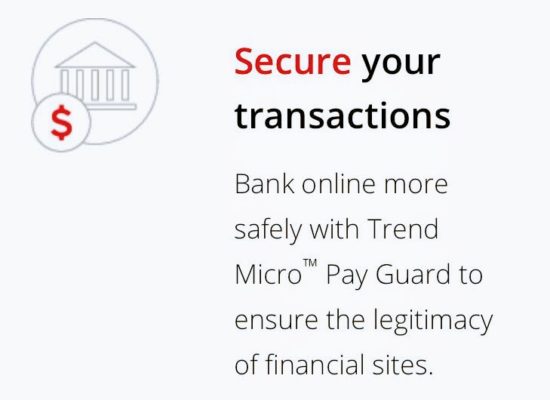 Secure your
transactions
$
Bank online more
safely with Trend
Micro™ Pay Guard to
ensure the legitimacy
of financial sites.